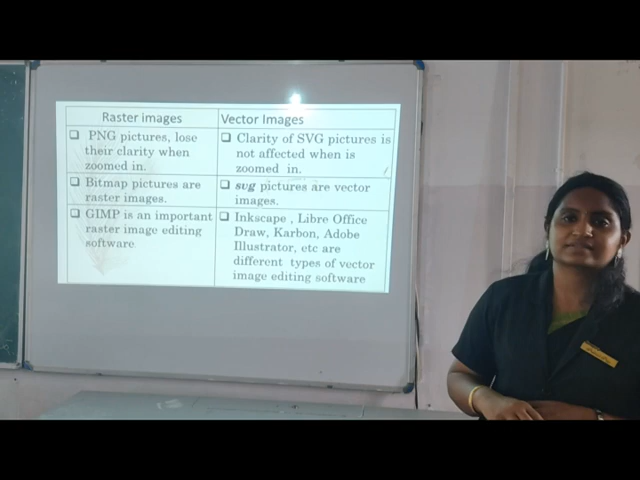 Raster images
PNG pictures, lose
their clarity when
zoomed in.
Bitmap pictures are
raster images.
GIMP is an important
raster image editing
software
Vector Images
Clarity of SVG pictures is
not affected when is
zoomed in.
svg pictures are vector
images.
Inkscape , Libre Office
Draw, Karbon, Adobe
Illustrator, etc are
different types of vector
image editing software